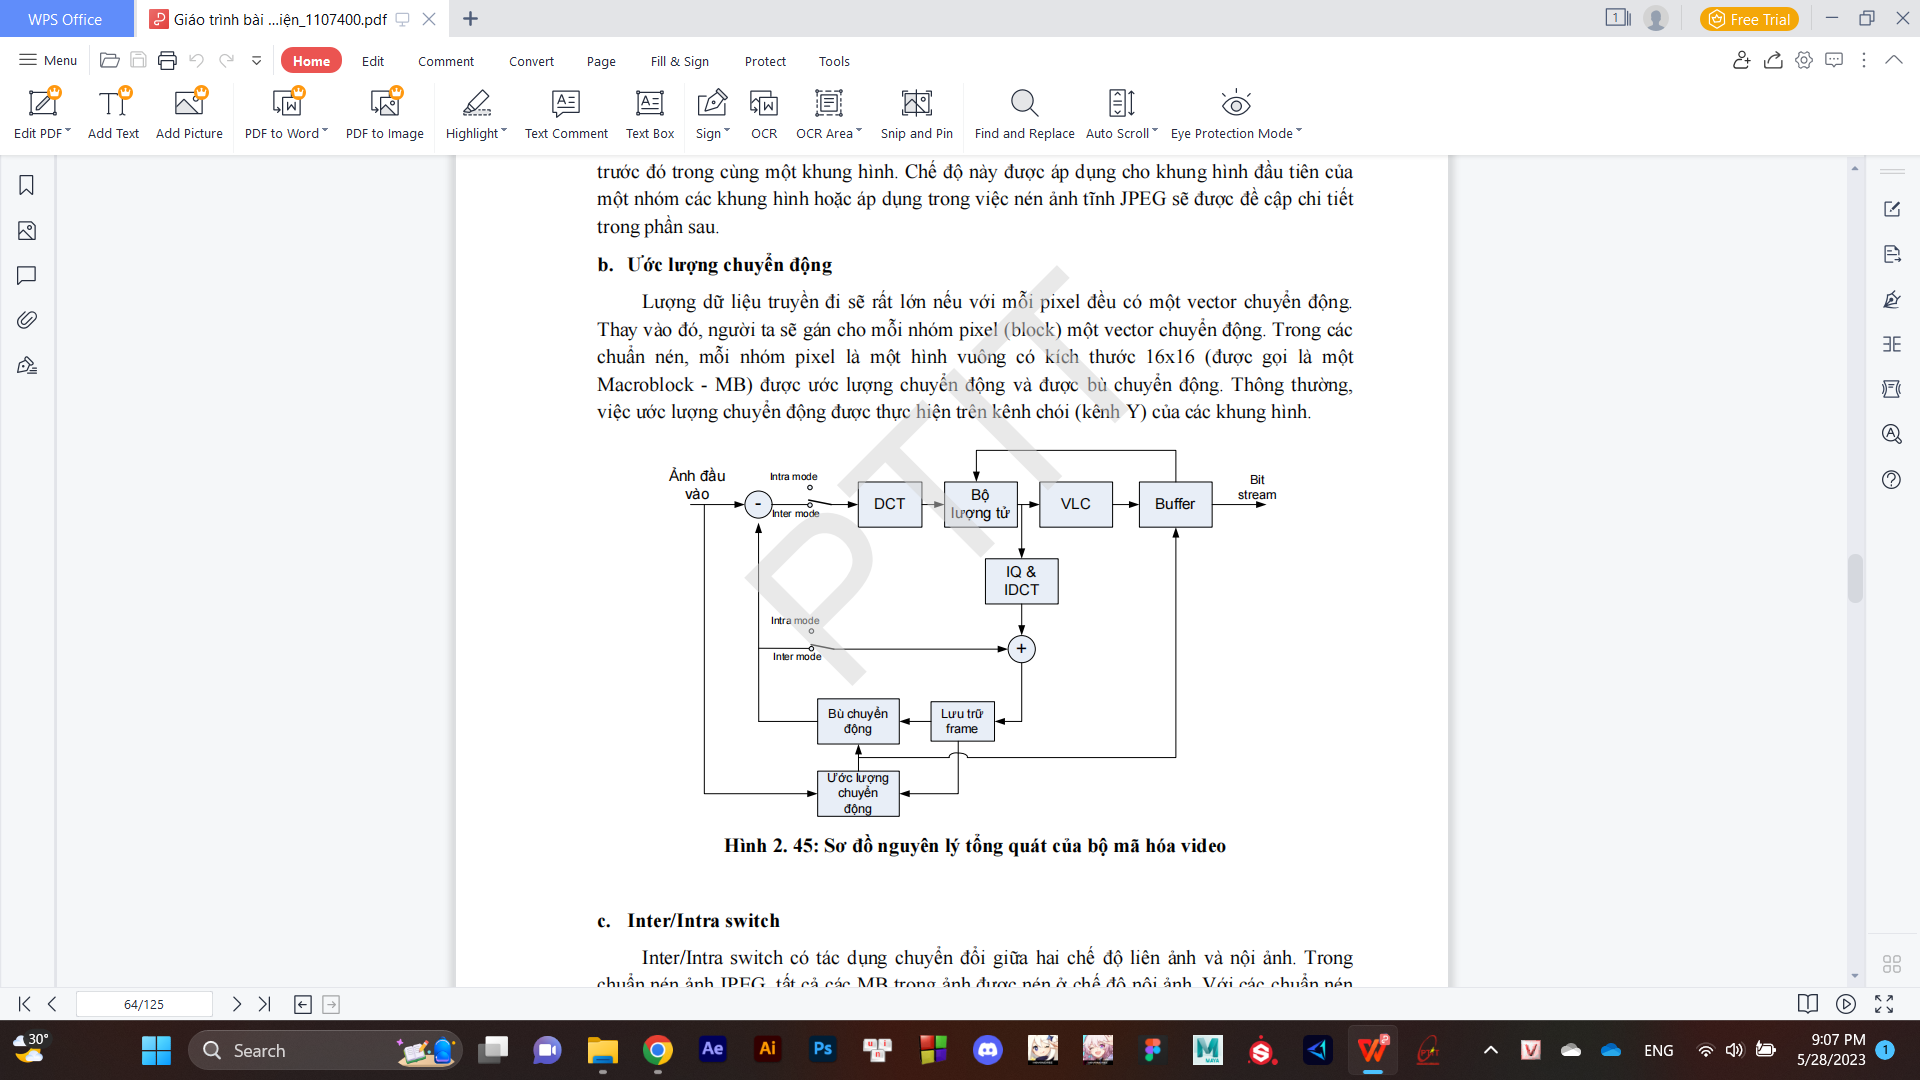 WPS Office
Giáo trình bài ...iện_1107400.pdf
1
Free Trial
Menu
Home
Edit
Comment
Convert
Page
Fill & Sign
Protect
Tools
Edit PDF
Add Text
Add Picture
PDF to Word
PDF to Image
Highlight
Text Comment
Text Box
Sign
OCR
OCR Area
Snip and Pin
Find and Replace
Auto Scroll
Eye Protection Mode
trước đó trong cùng một khung hình. Chế độ này được áp dụng cho khung hình đầu tiên của
một nhóm các khung hình hoặc áp dụng trong việc nén ảnh tĩnh JPEG sẽ được đề cập chi tiết
trong phần sau.
b. Ước lượng chuyển động
Lượng dữ liệu truyền đi sẽ rất lớn nếu với mỗi pixel đều có một vector chuyển động.
Thay vào đó, người ta sẽ gán cho mỗi nhóm pixel (block) một vector chuyển động. Trong các
chuẩn nén, mỗi nhóm pixel là một hình vuông có kích thước 16x16 (được gọi là một
Macroblock - MB) được ước lượng chuyển động và được bù chuyển động. Thông thường,
việc ước lượng chuyển động được thực hiện trên kênh chói (kênh Y) của các khung hình.
PTIT
Ảnh đầu
vào
Intra mode
-
Inter mode
DCT
Bộ
lượng tử
VLC
Buffer
Bit
stream
IQ &
IDCT
Intra mode
Inter mode
+
Bù chuyển
động
Lưu trữ
frame
Ước lượng
chuyển
động
Hình 2. 45: Sơ đồ nguyên lý tổng quát của bộ mã hóa video
c. Inter/Intra switch
Inter/Intra switch có tác dụng chuyển đổi giữa hai chế độ liên ảnh và nội ảnh. Trong
chuẩn nén ảnh JPEG, tất cả các MB trong ảnh được nén ở chế độ nội ảnh. Với các chuẩn nén
64/125
30°
Search
Ae
Ai
Ps
ENG
9:07 PM
5/28/2023
1